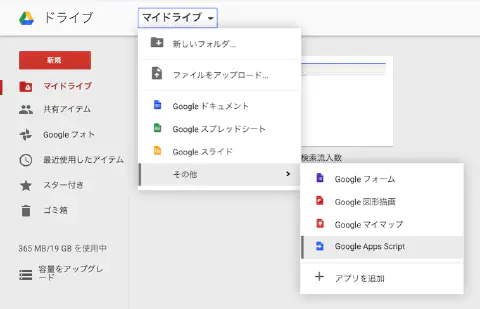 ドライブ
マイドライブ
新規
マイドライブ
共有アイテム
Google フォト
最近使用したアイテム
スター付き
ゴミ箱
365 MB/19 GB を使用中
容量をアップグレ
ード
新しいフォルダ...
ファイルをアップロード...
Google ドキュメント
Google スプレッドシート
Google スライド
その他
検索流入数
Google フォーム
Google 図形描画
Google マイマップ
Google Apps Script
アプリを追加